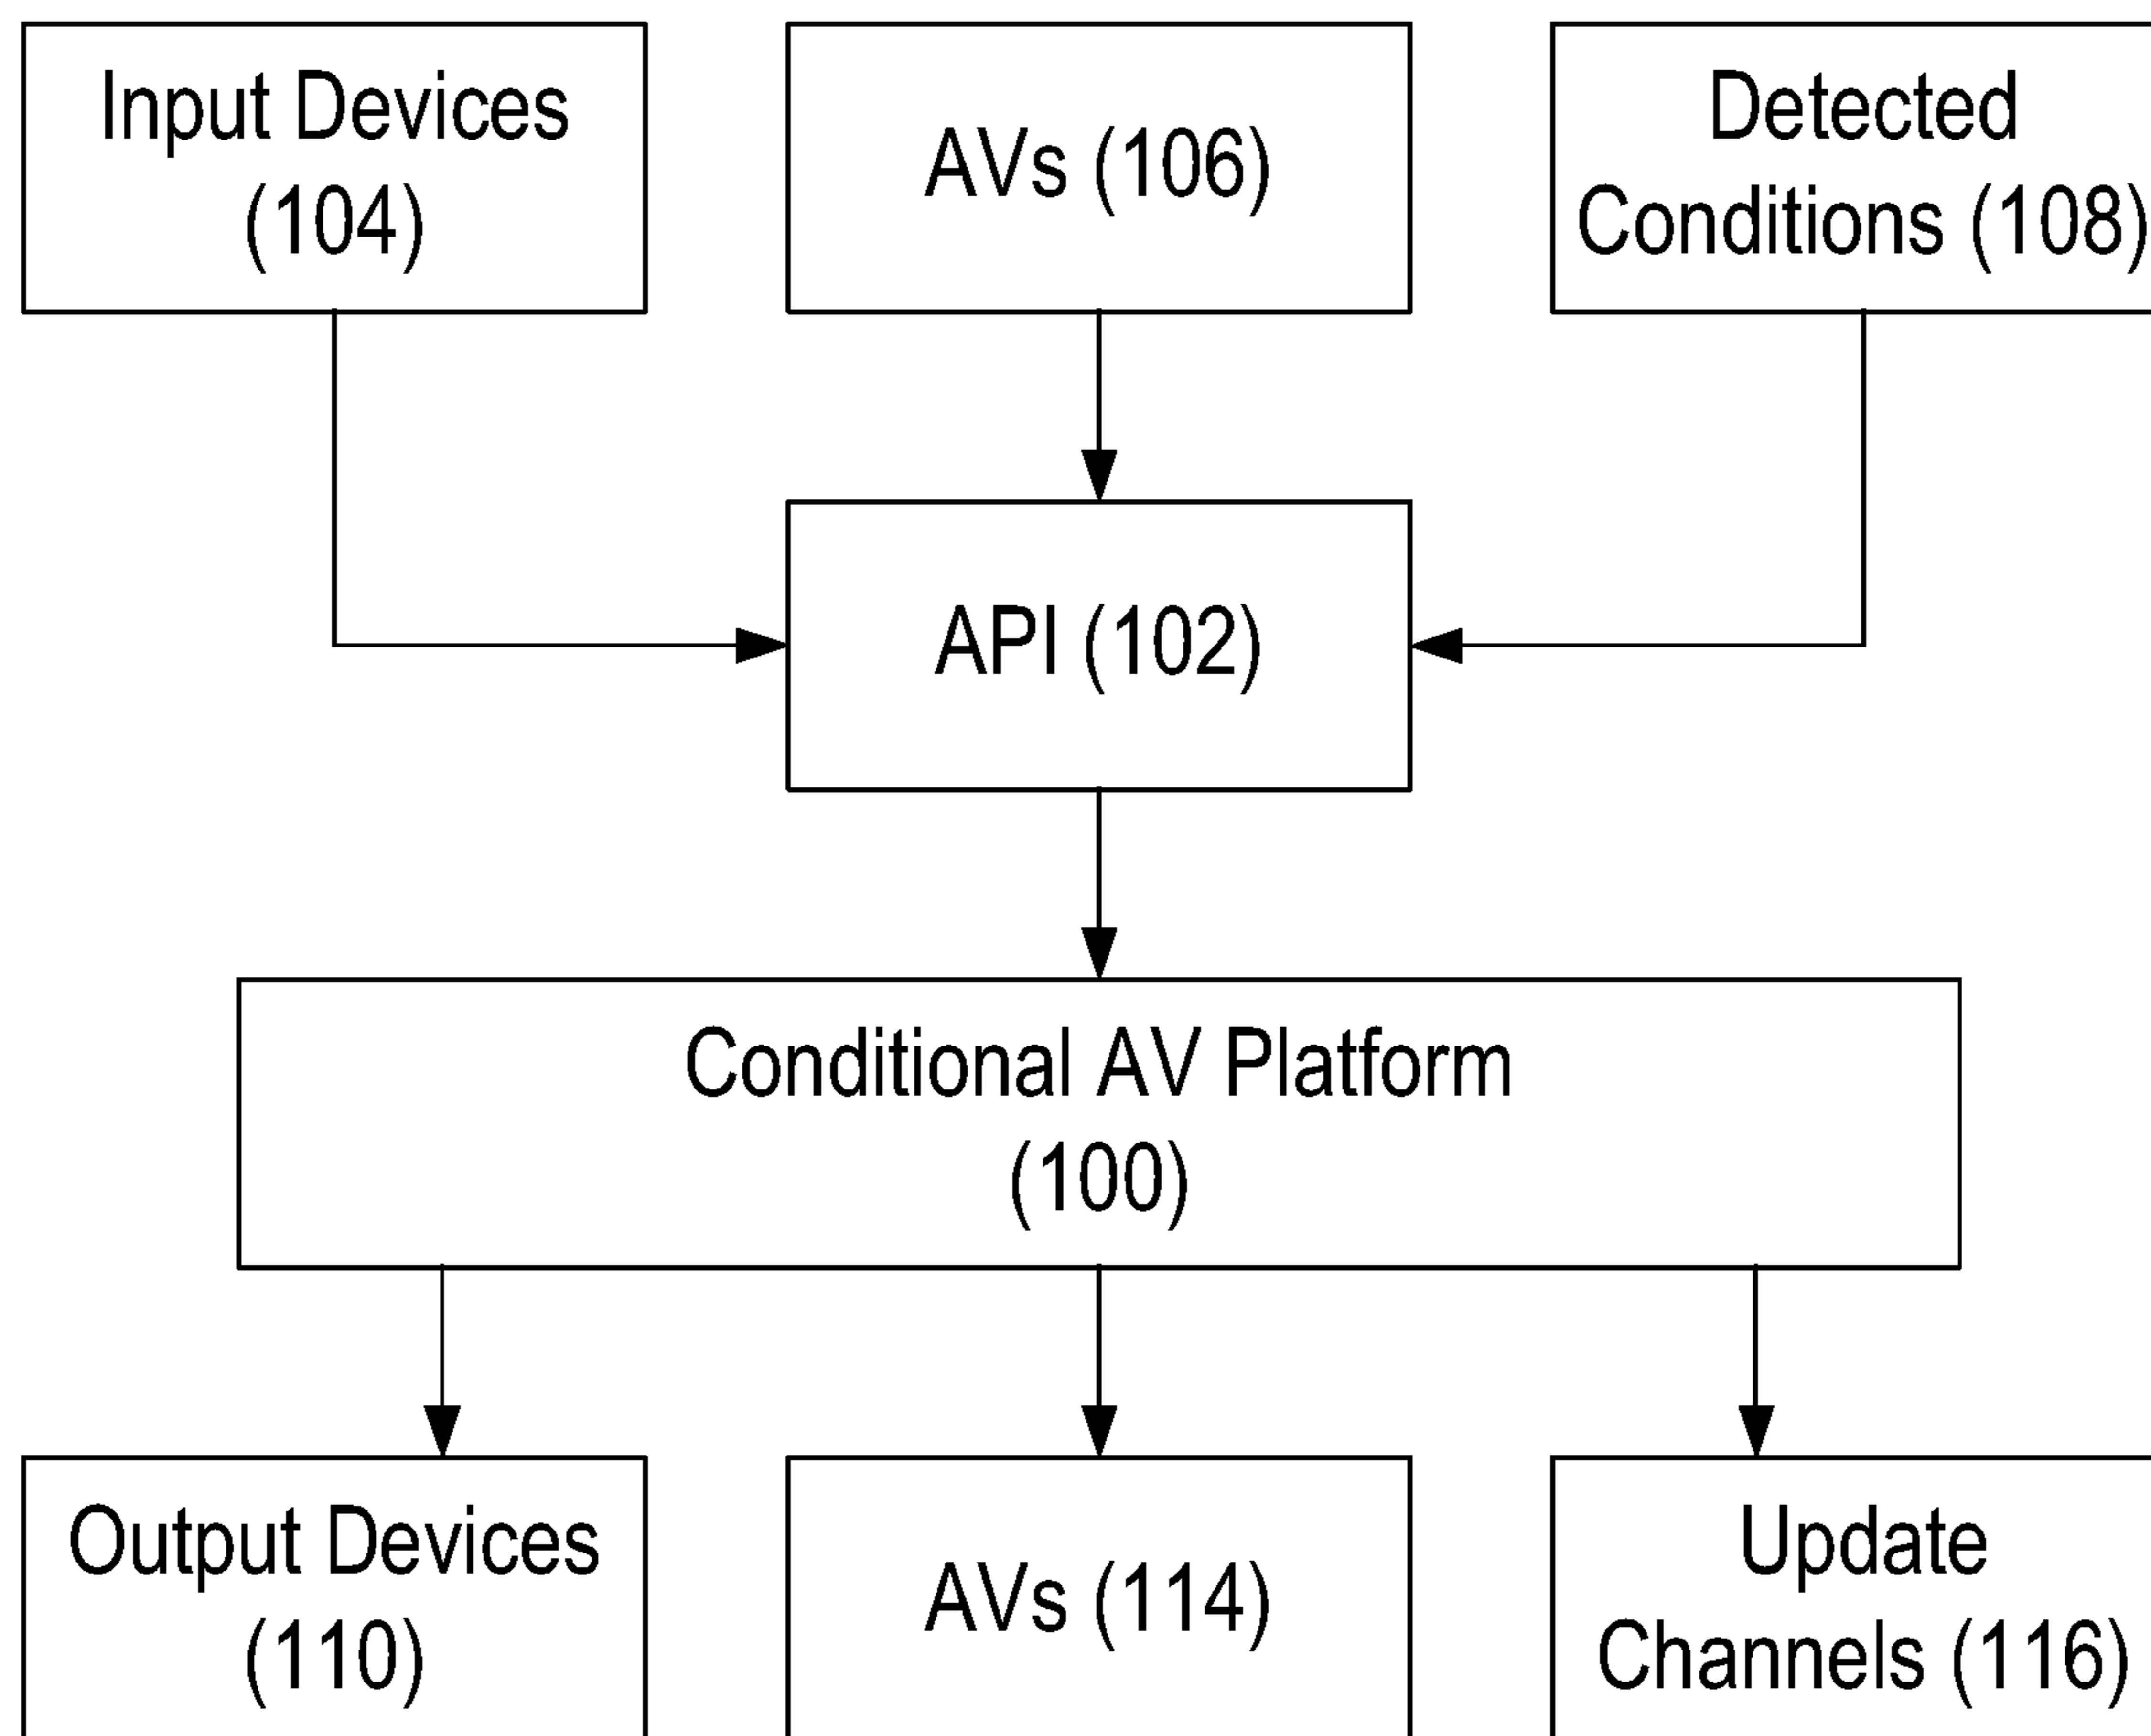 Input Devices
(104)
AVs (106)
Detected
Conditions (108)
API (102)
Conditional AV Platform
(100)
Output Devices
(110)
AVs (114)
Update
Channels (116)